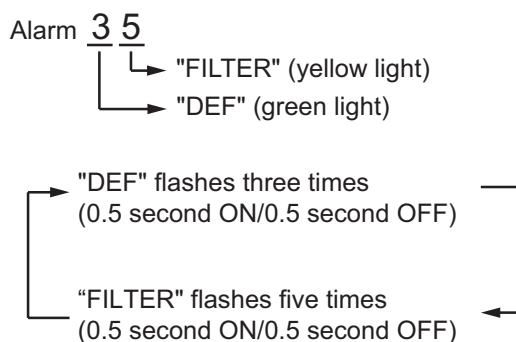 Alarm 3 5
"FILTER" (yellow light)
"DEF" (green light)
"DEF" flashes three times
(0.5 second ON/0.5 second OFF)
“FILTER" flashes five times
(0.5 second ON/0.5 second OFF)